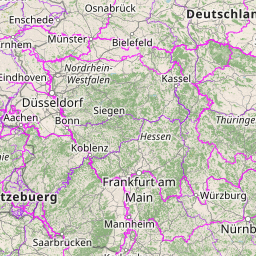 Osnabrück
Deutschland
Enschede
Münster
Bielefeld
Arnhem
Nordrhein-
Westfalen
Kassel
Eindhoven
Düsseldorf
Siegen
Thüringe
Aachen
Bonn
Hessen
Koblenz
Frankfurt am
Main
tzebuerg
Würzburg
Mannheim
Nürnb
Saarbrücken